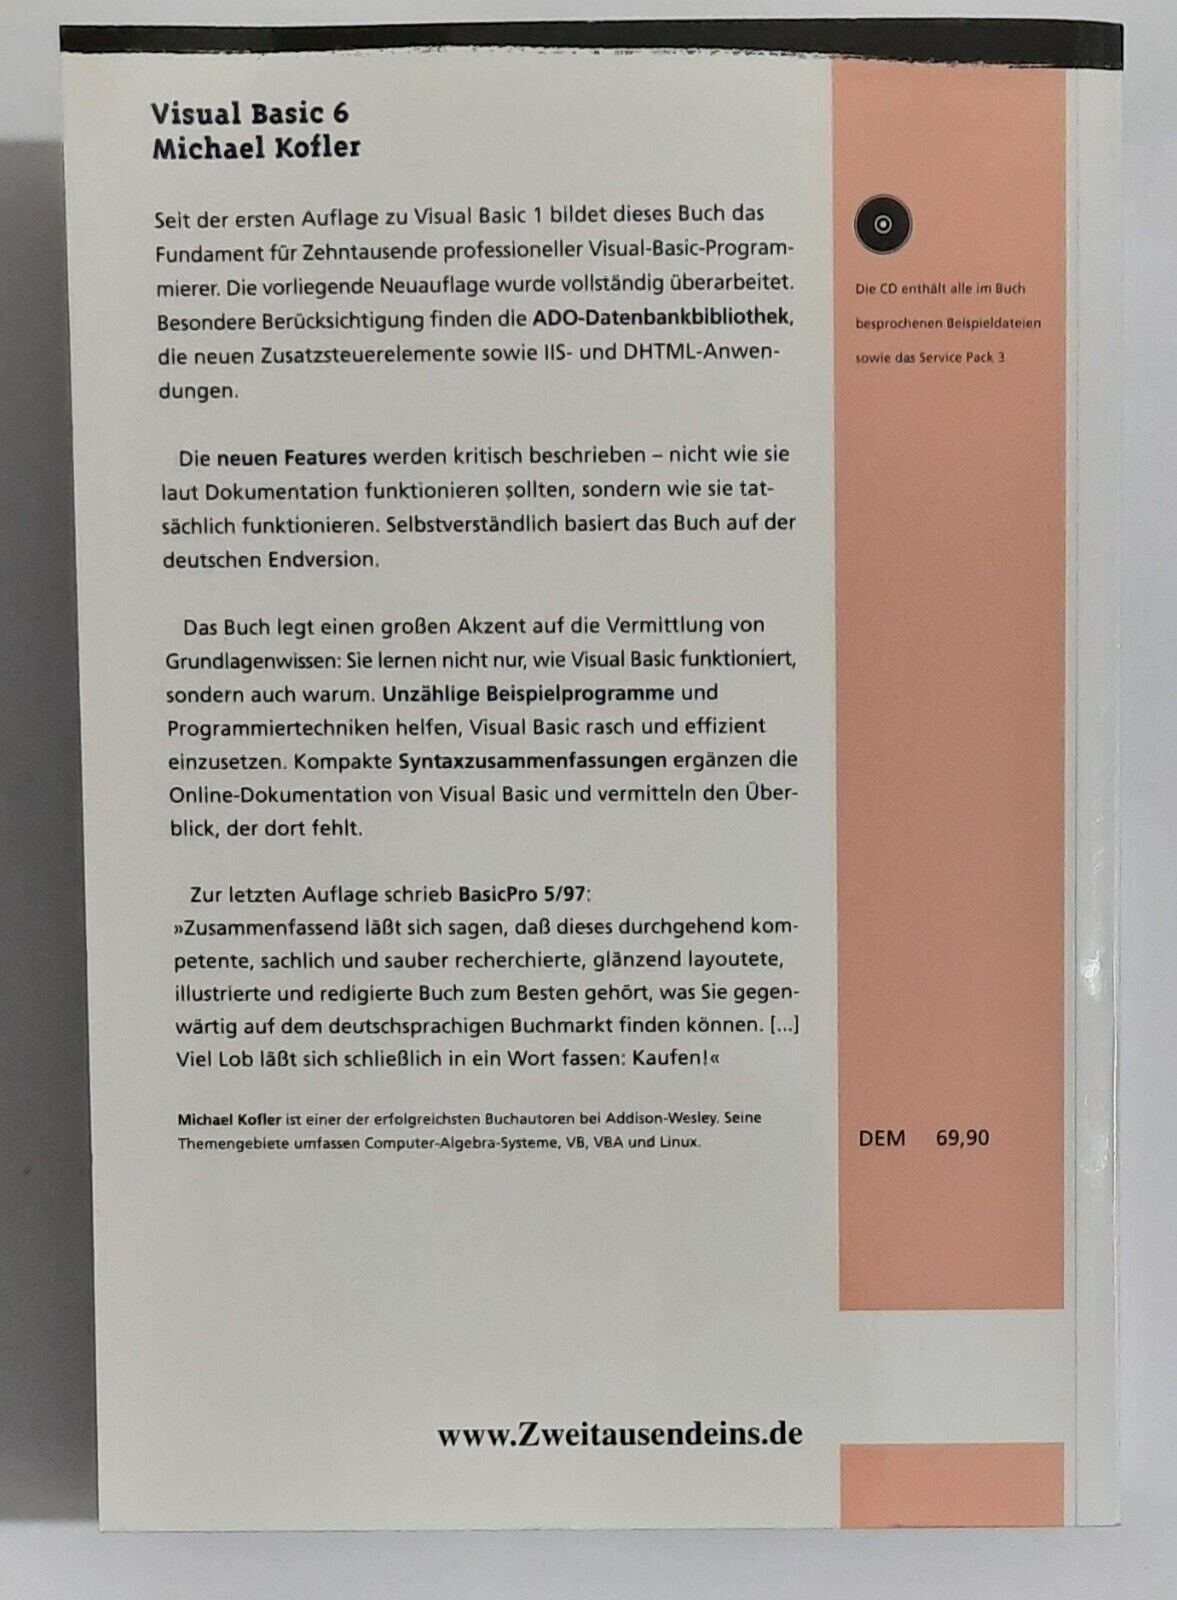 Visual Basic 6
Michael Kofler
Seit der ersten Auflage zu Visual Basic 1 bildet dieses Buch das
Fundament für Zehntausende professioneller Visual-Basic-Program-
mierer. Die vorliegende Neuauflage wurde vollständig überarbeitet.
Besondere Berücksichtigung finden die ADO-Datenbankbibliothek,
die neuen Zusatzsteuerelemente sowie IIS- und DHTML-Anwen-
dungen.
Die neuen Features werden kritisch beschrieben – nicht wie sie
laut Dokumentation funktionieren sollten, sondern wie sie tat-
sächlich funktionieren. Selbstverständlich basiert das Buch auf der
deutschen Endversion.
Das Buch legt einen großen Akzent auf die Vermittlung von
Grundlagenwissen: Sie lernen nicht nur, wie Visual Basic funktioniert,
sondern auch warum. Unzählige Beispielprogramme und
Programmiertechniken helfen, Visual Basic rasch und effizient
einzusetzen. Kompakte Syntaxzusammenfassungen ergänzen die
Online-Dokumentation von Visual Basic und vermitteln den Über-
blick, der dort fehlt.
Zur letzten Auflage schrieb BasicPro 5/97:
»Zusammenfassend läßt sich sagen, daß dieses durchgehend kom-
petente, sachlich und sauber recherchierte, glänzend layoutete,
illustrierte und redigierte Buch zum Besten gehört, was Sie gegen-
wärtig auf dem deutschsprachigen Buchmarkt finden können. [...]
Viel Lob läßt sich schließlich in ein Wort fassen: Kaufen!«
Michael Kofler ist einer der erfolgreichsten Buchautoren bei Addison-Wesley. Seine
Themengebiete umfassen Computer-Algebra-Systeme, VB, VBA und Linux.
Die CD enthält alle im Buch
besprochenen Beispieldateien
sowie das Service Pack 3
DEM 69,90
www.Zweitausendeins.de